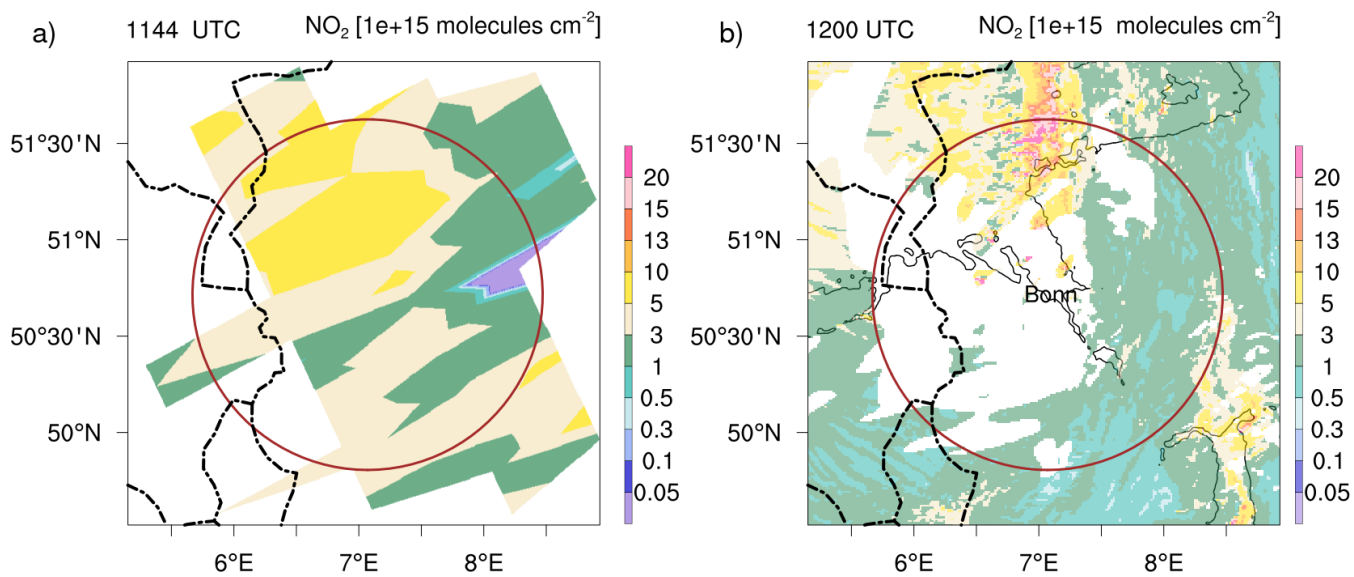 a) 1144 UTC NO₂ [1e+15 molecules cm⁻²]
51°30'N
51°N
50°30'N
50°N
6°E 7°E 8°E
20
15
13
10
5
3
1
0.5
0.3
0.1
0.05
b) 1200 UTC NO₂ [1e+15 molecules cm⁻²]
51°30'N
51°N
50°30'N
50°N
Bonn
6°E 7°E 8°E
20
15
13
10
5
3
1
0.5
0.3
0.1
0.05